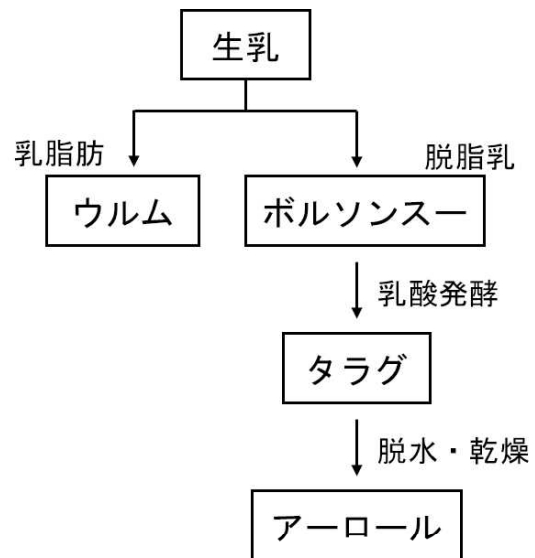 生乳
乳脂肪
脱脂乳
ウルム
ボルソンスー
乳酸発酵
タラグ
脱水・乾燥
アーロール